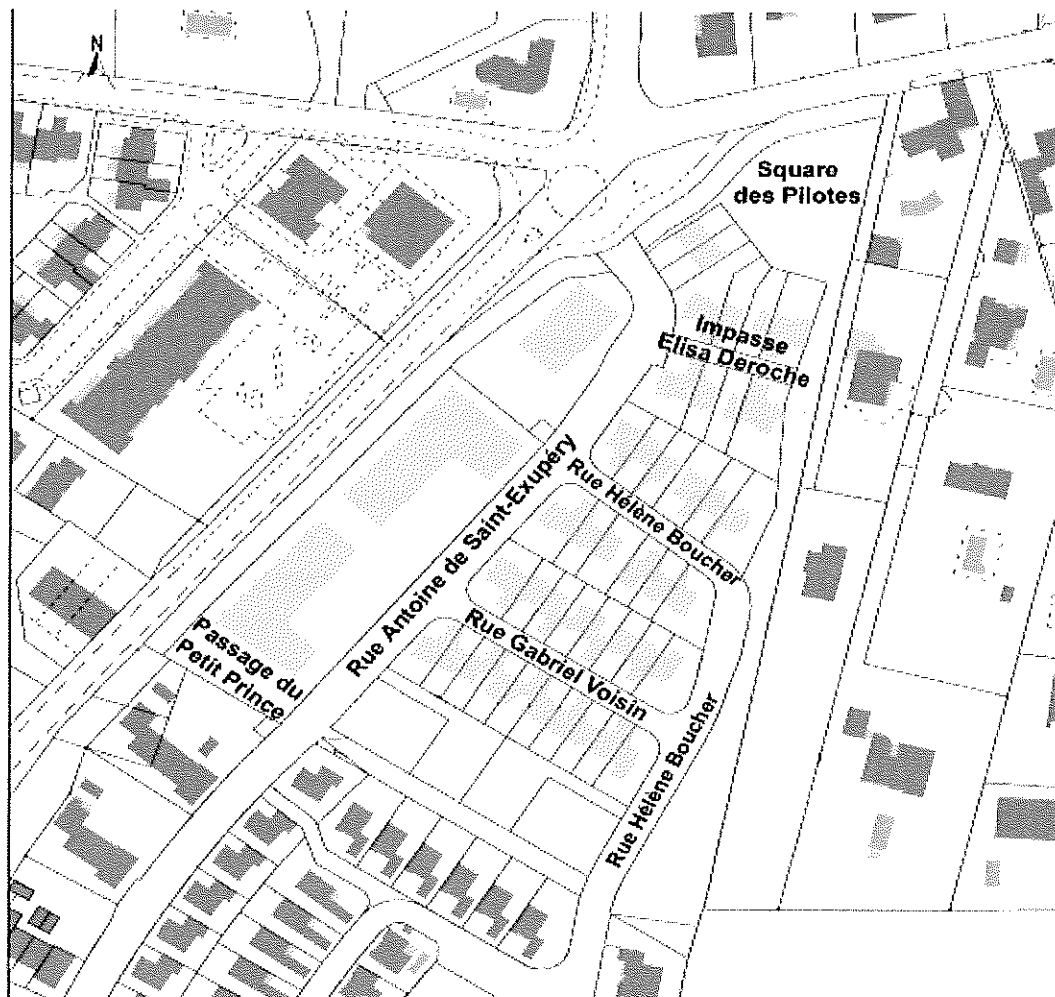 N
Square
des Pilotes
Impasse
Elisa Deroche
Rue Antoine de Saint-Exupéry
Rue Hélène Boucher
Rue Gabriel Voisin
Passage du
Petit Prince
Rue Hélène Boucher